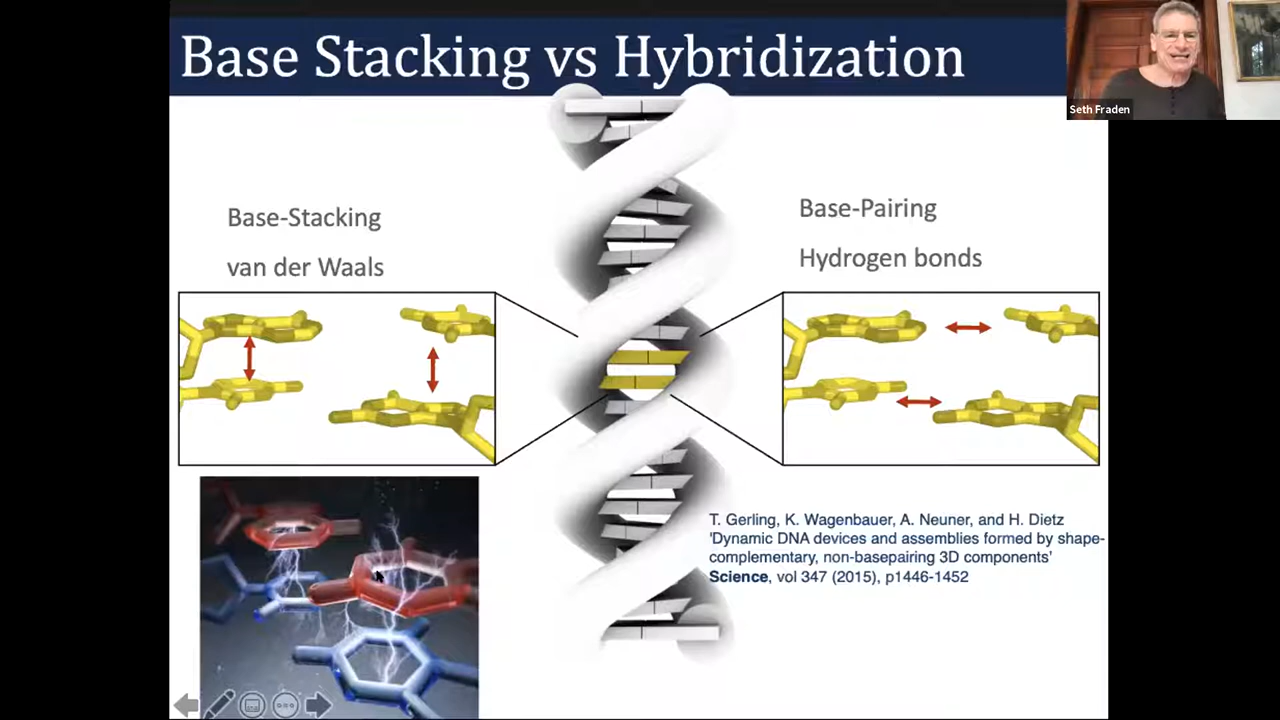 Base Stacking vs Hybridization
Seth Fraden
Base-Stacking
van der Waals
Base-Pairing
Hydrogen bonds
T. Gerling, K. Wagenbauer, A. Neuner, and H. Dietz
'Dynamic DNA devices and assemblies formed by shape-
complementary, non-basepairing 3D components'
Science, vol 347 (2015), p1446-1452